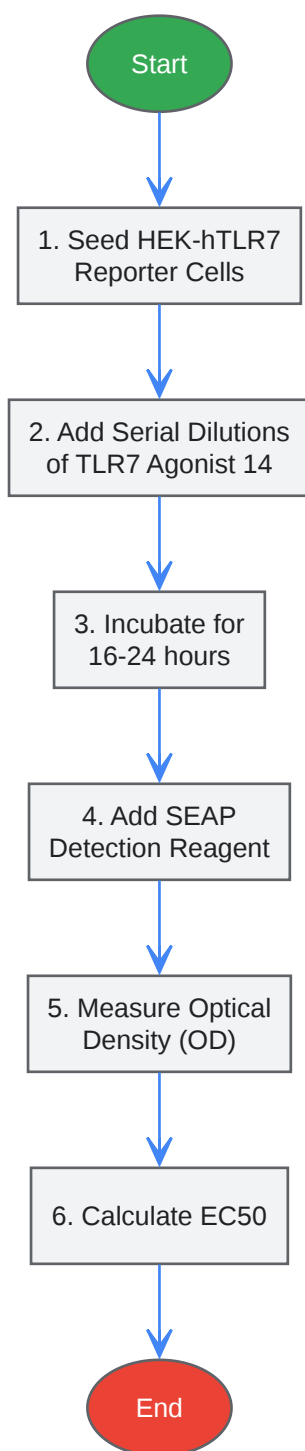 Start
1. Seed HEK-hTLR7
Reporter Cells
2. Add Serial Dilutions
of TLR7 Agonist 14
3. Incubate for
16-24 hours
4. Add SEAP
Detection Reagent
5. Measure Optical
Density (OD)
6. Calculate EC50
End